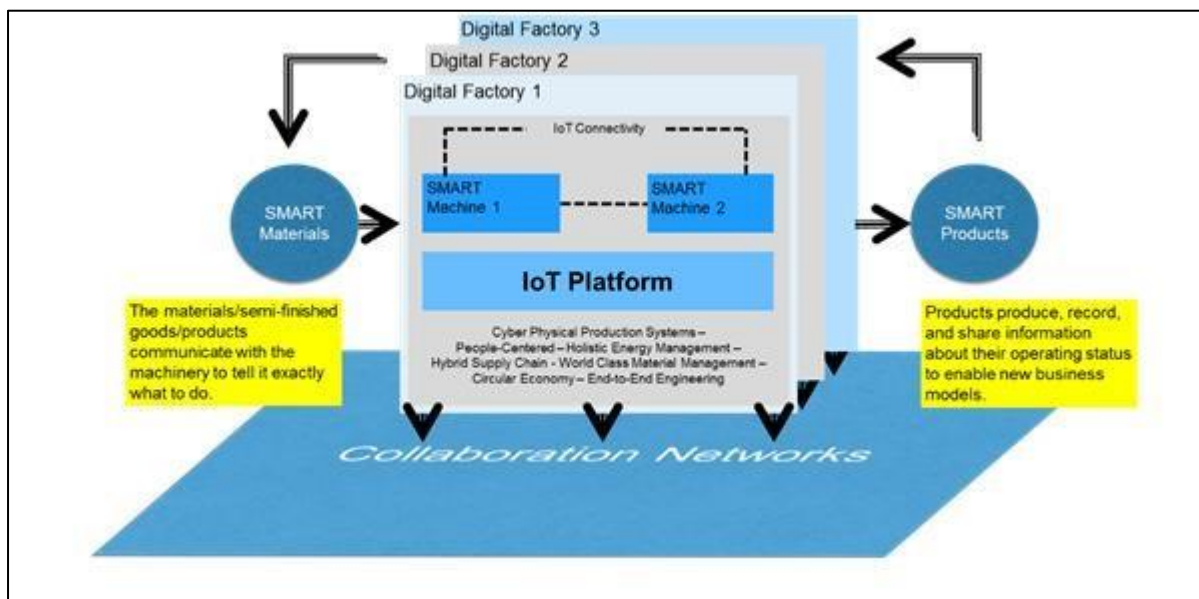 Digital Factory 3
Digital Factory 2
Digital Factory 1
IoT Connectivity
SMART
Machine 1
SMART
Machine 2
SMART
Materials
SMART
Products
IoT Platform
The materials/semi-finished
goods/products
communicate with the
machinery to tell it exactly
what to do.
Cyber Physical Production Systems –
People-Centered – Holistic Energy Management –
Hybrid Supply Chain - World Class Material Management –
Circular Economy – End-to-End Engineering
Products produce, record,
and share information
about their operating status
to enable new business
models.
Collaboration Networks